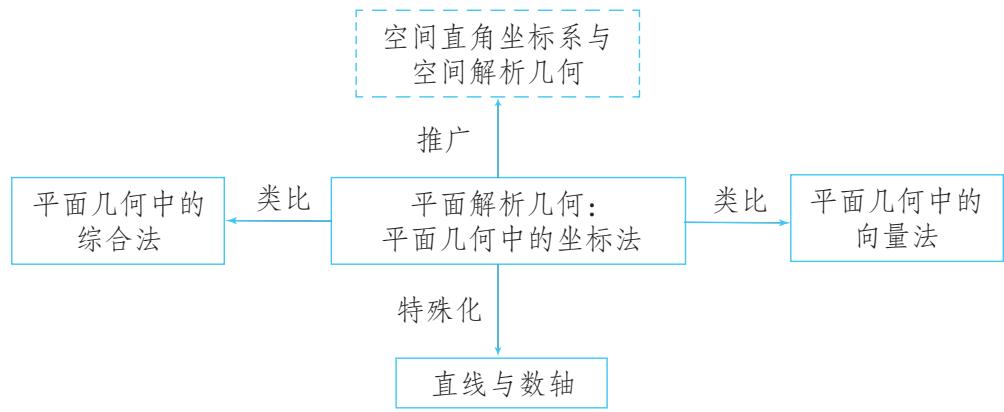 空间直角坐标系与
空间解析几何
推广
平面几何中的
综合法
类比
平面解析几何：
平面几何中的坐标法
类比
平面几何中的
向量法
特殊化
直线与数轴